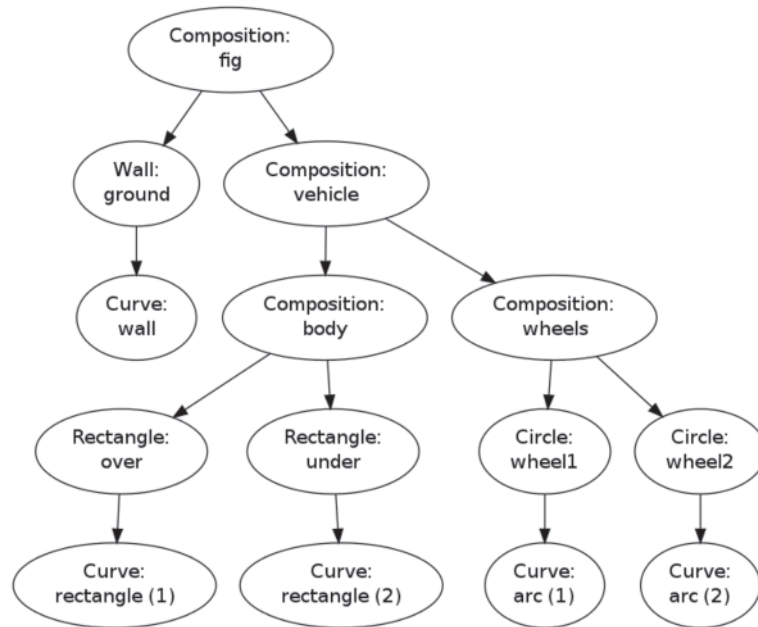 Composition:
fig
Wall:
ground
Composition:
vehicle
Curve:
wall
Composition:
body
Composition:
wheels
Rectangle:
over
Rectangle:
under
Circle:
wheel1
Circle:
wheel2
Curve:
rectangle (1)
Curve:
rectangle (2)
Curve:
arc (1)
Curve:
arc (2)